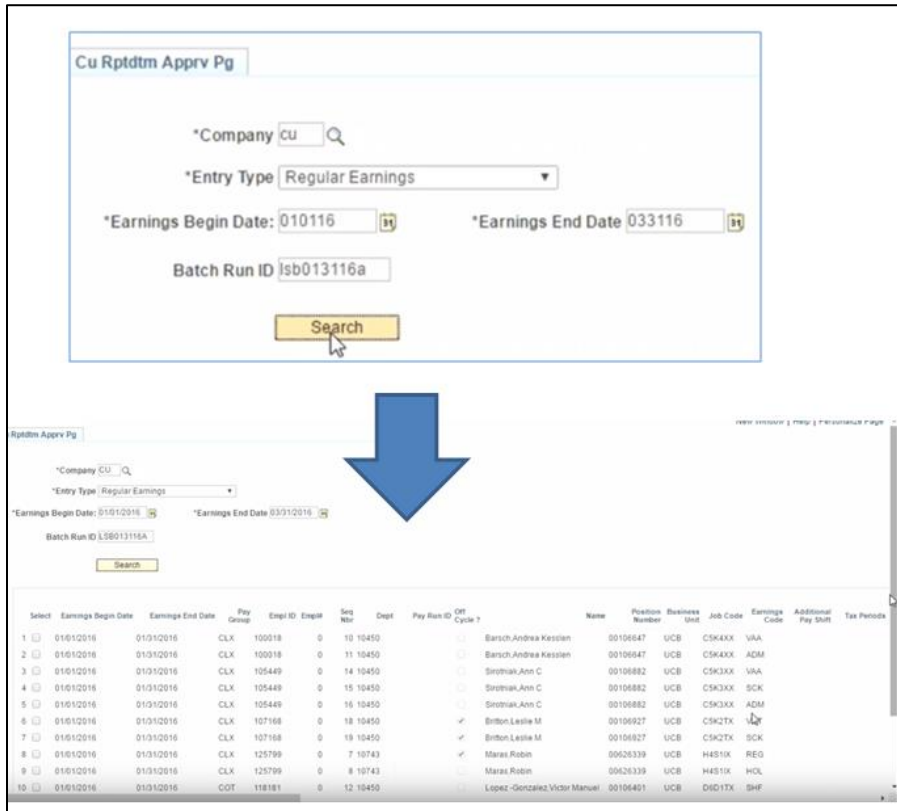 Cu Rptdtm Apprv Pg
*Company cu
*Entry Type Regular Earnings
*Earnings Begin Date: 010116 *Earnings End Date 033116
Batch Run ID lsb013116a
Search
New Window | Help | Personalize Page
Rptdtm Apprv Pg
*Company CU
*Entry Type Regular Earnings
*Earnings Begin Date: 01/01/2016 *Earnings End Date 03/31/2016
Batch Run ID LSB013116A
Search
Select Earnings Begin Date Earnings End Date Pay Group Empl ID Empl# Seq Nbr Dept Pay Run ID Off Cycle ? Name Position Number Business Unit Job Code Earnings Code Additional Pay Shift Tax Periods
1 01/01/2016 01/31/2016 CLX 100018 0 10 10450 Barsch,Andrea Kesslen 00106647 UCB C5K4XX VAA
2 01/01/2016 01/31/2016 CLX 100018 0 11 10450 Barsch,Andrea Kesslen 00106647 UCB C5K4XX ADM
3 01/01/2016 01/31/2016 CLX 105449 0 14 10450 Sirotniak,Ann C 00106882 UCB C5K3XX VAA
4 01/01/2016 01/31/2016 CLX 105449 0 15 10450 Sirotniak,Ann C 00106882 UCB C5K3XX SCK
5 01/01/2016 01/31/2016 CLX 105449 0 16 10450 Sirotniak,Ann C 00106882 UCB C5K3XX ADM
6 01/01/2016 01/31/2016 CLX 107168 0 18 10450 Britton,Leslie M 00106927 UCB C5K2TX
7 01/01/2016 01/31/2016 CLX 107168 0 19 10450 Britton,Leslie M 00106927 UCB C5K2TX SCK
8 01/01/2016 01/31/2016 CLX 125799 0 7 10743 Maras,Robin 00626339 UCB H4S1IX REG
9 01/01/2016 01/31/2016 CLX 125799 0 8 10743 Maras,Robin 00626339 UCB H4S1IX HOL
10 01/01/2016 01/31/2016 COT 118181 0 12 10450 Lopez -Gonzalez,Victor Manuel 00106401 UCB D6D1TX SHF